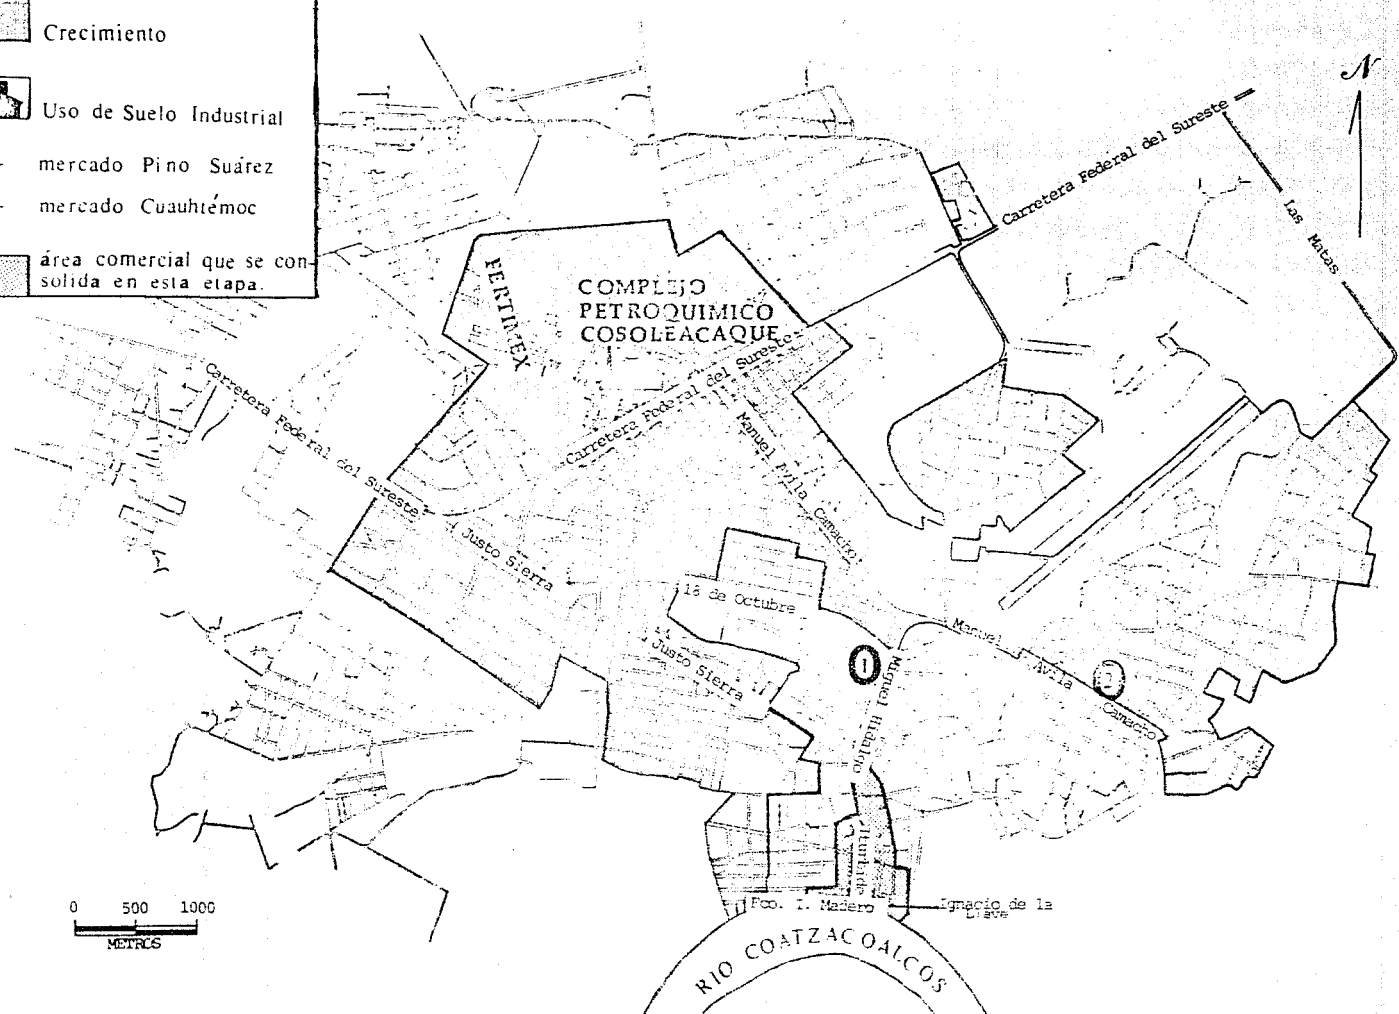 Crecimiento
Uso de Suelo Industrial
mercado Pino Suárez
mercado Cuauhtémoc
área comercial que se con-
solida en esta etapa.
N
Carretera Federal del Sureste
Las Matas
FERTIMEX
COMPLEJO
PETROQUIMICO
COSOLEACAQUE
Carretera Federal del Sureste
Carretera Federal del Sureste
Manuel Avila Camacho
Justo Sierra
18 de Octubre
Justo Sierra
Manuel Avila Camacho
1
2
Miguel Hidalgo
Iturbide
Fco. I. Madero
Ignacio de la
Llave
RIO COATZACOALCOS
0 500 1000
METROS